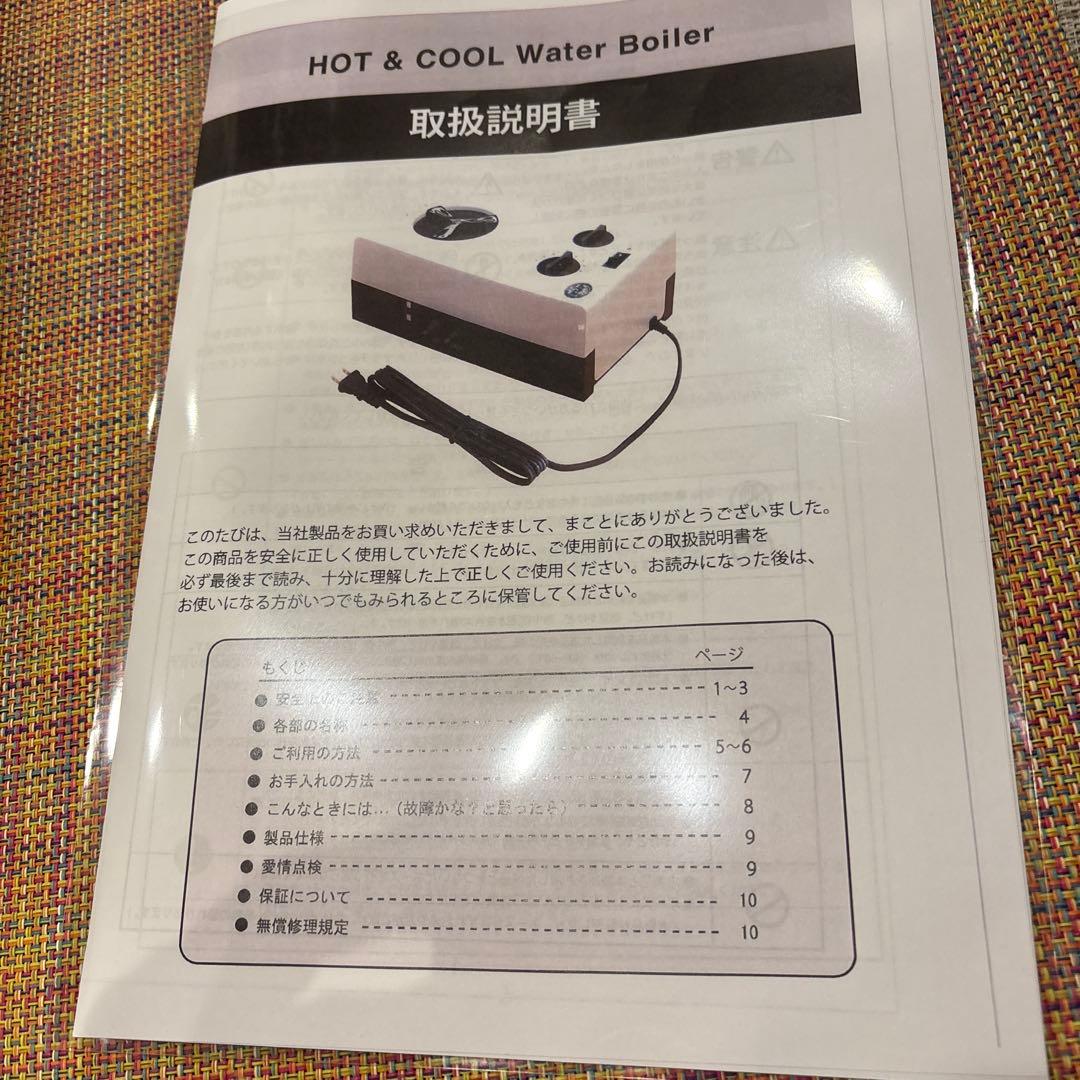 HOT & COOL Water Boiler
取扱説明書
このたびは、当社製品をお買い求めいただきまして、まことにありがとうございました。
この商品を安全に正しく使用していただくために、ご使用前にこの取扱説明書を
必ず最後まで読み、十分に理解した上で正しくご使用ください。お読みになった後は、
お使いになる方がいつでもみられるところに保管してください。
もくじ ページ
● 安全上のご注意 1〜3
● 各部の名称 4
● ご利用の方法 5〜6
● お手入れの方法 7
● こんなときには…（故障かな？と思ったら） 8
● 製品仕様 9
● 愛情点検 9
● 保証について 10
● 無償修理規定 10